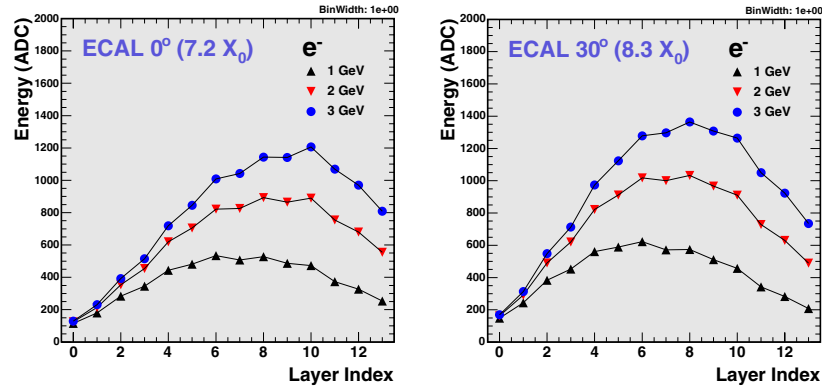 BinWidth: 1e+00
Energy (ADC)
2000
1800
1600
1400
1200
1000
800
600
400
200
0
ECAL 0° (7.2 X₀)
e⁻
1 GeV
2 GeV
3 GeV
0 2 4 6 8 10 12
Layer Index
BinWidth: 1e+00
Energy (ADC)
2000
1800
1600
1400
1200
1000
800
600
400
200
0
ECAL 30° (8.3 X₀)
e⁻
1 GeV
2 GeV
3 GeV
0 2 4 6 8 10 12
Layer Index